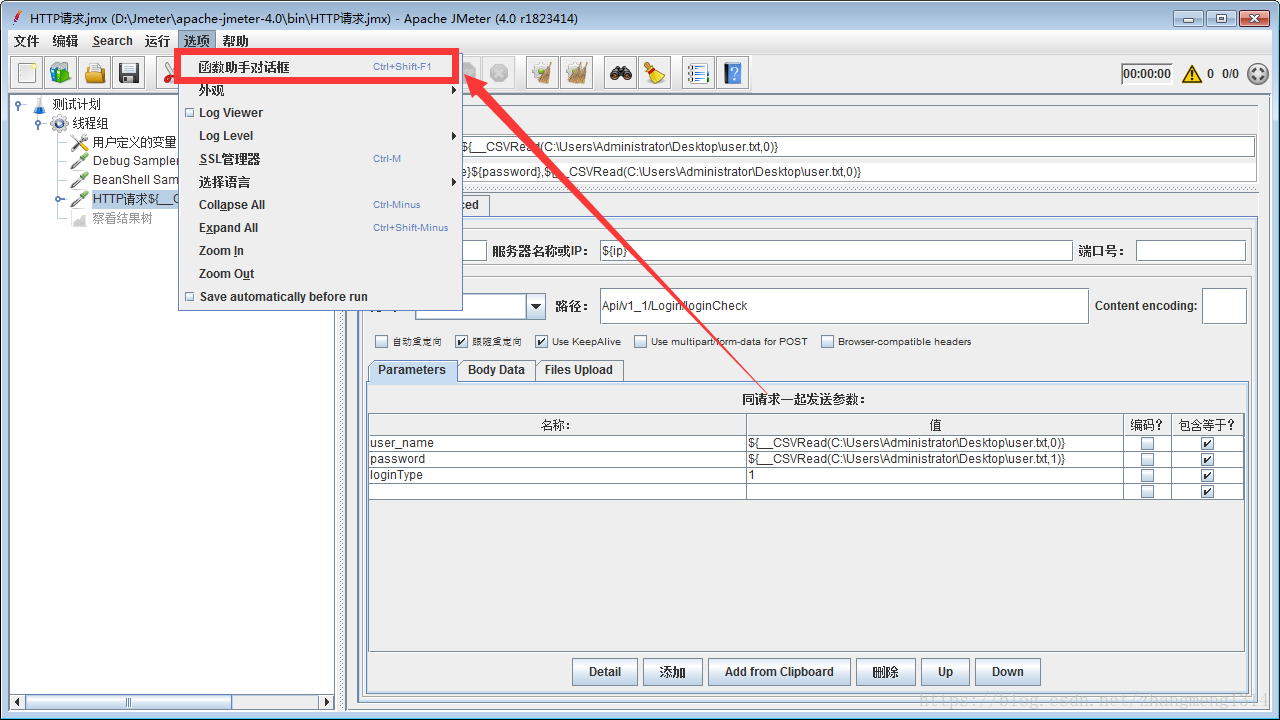 HTTP请求.jmx (D:\Jmeter\apache-jmeter-4.0\bin\HTTP请求.jmx) - Apache JMeter (4.0 r1823414)
文件 编辑 Search 运行 选项 帮助
函数助手对话框 Ctrl+Shift-F1
外观
Log Viewer
Log Level
SSL管理器 Ctrl-M
选择语言
Collapse All Ctrl-Minus
Expand All Ctrl+Shift-Minus
Zoom In
Zoom Out
Save automatically before run
00:00:00 0 0/0
测试计划
线程组
用户定义的变量
Debug Sampler
BeanShell Sam
HTTP请求${__C
察看结果树
${__CSVRead(C:\Users\Administrator\Desktop\user.txt,0)}
e}${password},${__CSVRead(C:\Users\Administrator\Desktop\user.txt,0)}
ced
服务器名称或IP: ${ip} 端口号:
路径: Api/v1_1/Login/loginCheck Content encoding:
自动重定向 跟随重定向 Use KeepAlive Use multipart/form-data for POST Browser-compatible headers
Parameters Body Data Files Upload
同请求一起发送参数:
名称: 值 编码? 包含等于?
user_name ${__CSVRead(C:\Users\Administrator\Desktop\user.txt,0)}
password ${__CSVRead(C:\Users\Administrator\Desktop\user.txt,1)}
loginType 1
Detail 添加 Add from Clipboard 删除 Up Down
https://blog.csdn.net/zhangmeng1314